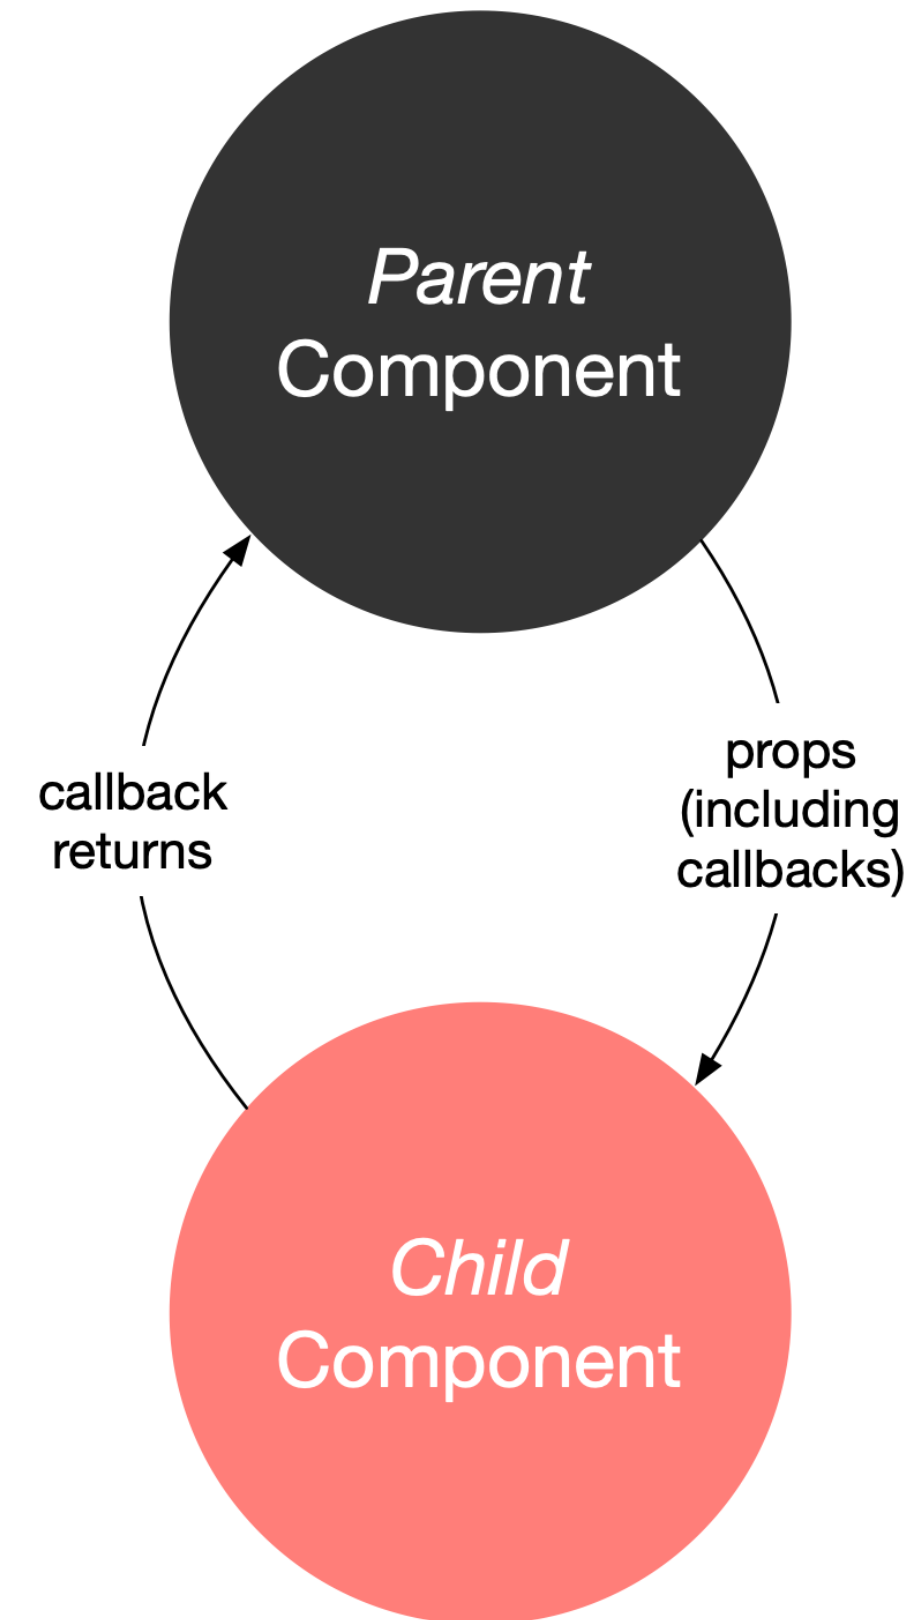 Parent
Component
callback
returns
props
(including
callbacks)
Child
Component